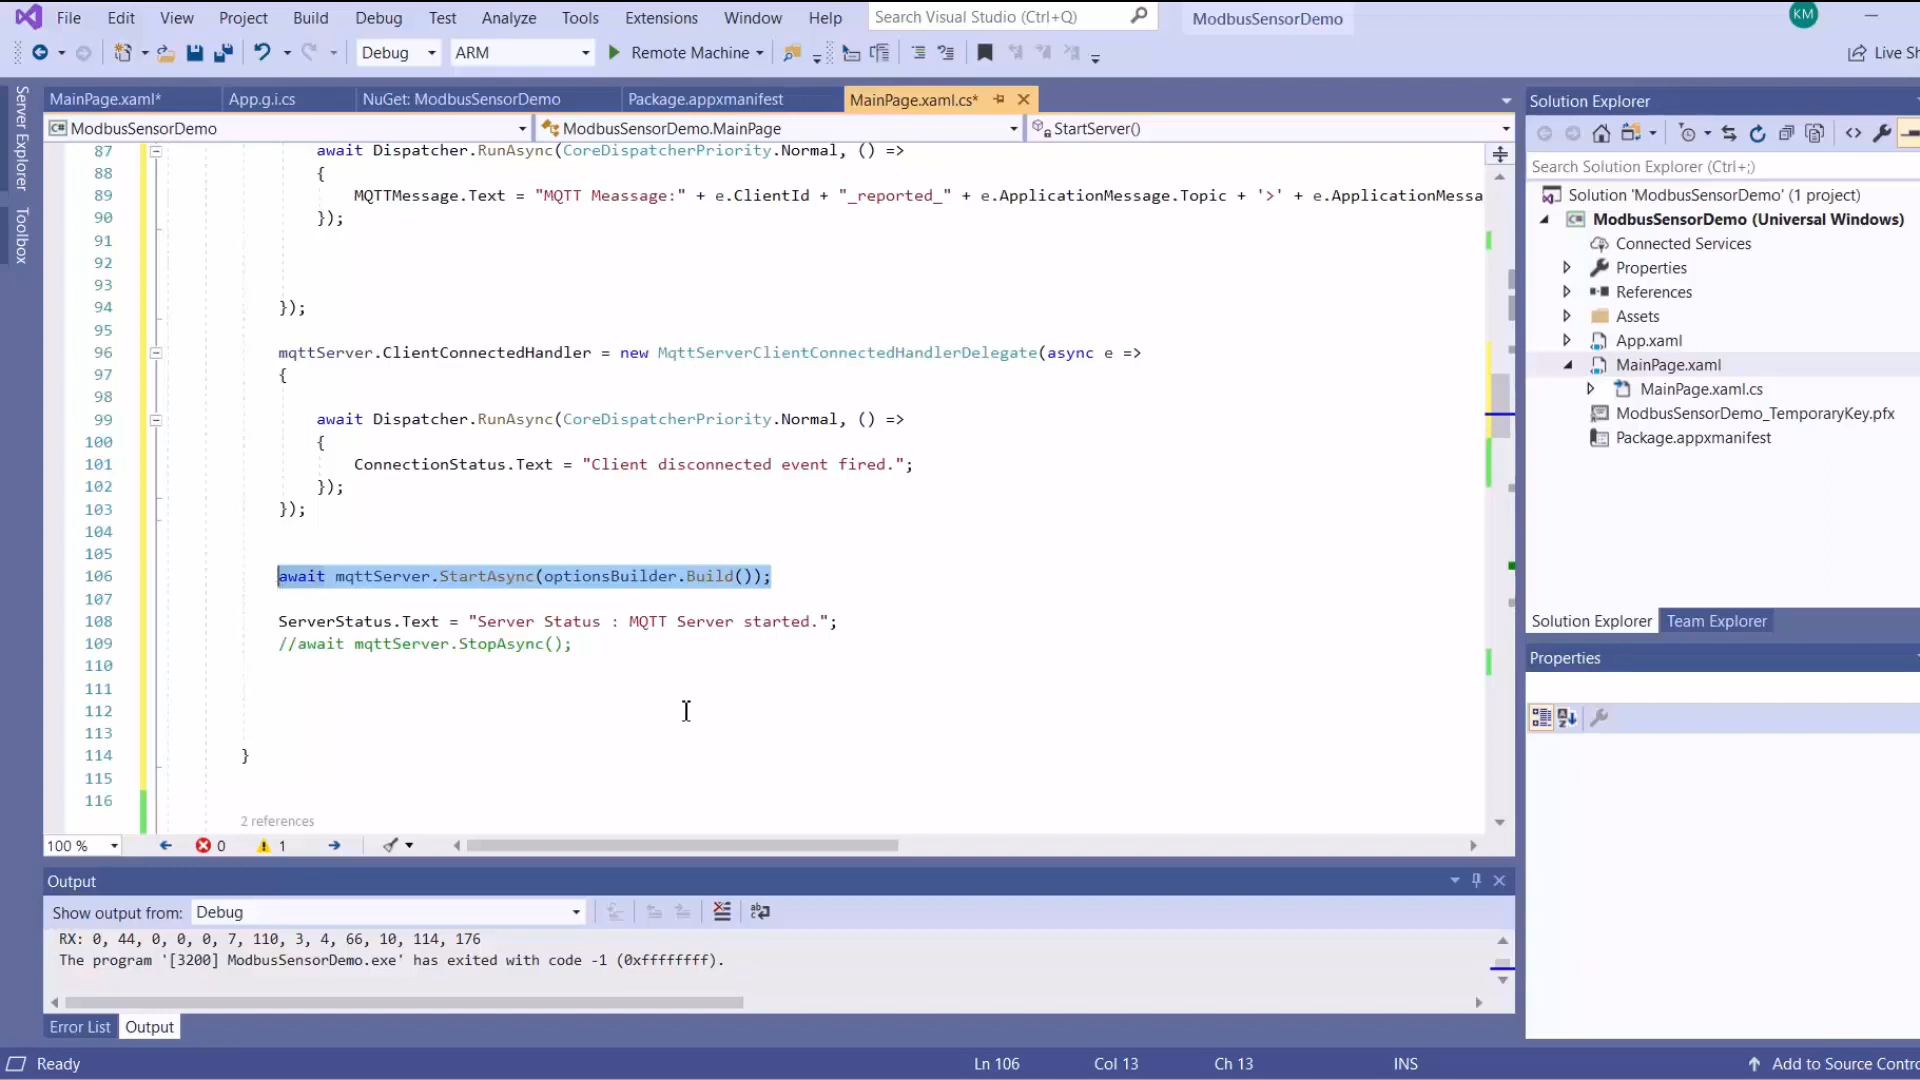 File Edit View Project Build Debug Test Analyze Tools Extensions Window Help Search Visual Studio (Ctrl+Q) ModbusSensorDemo KM
Debug ARM Remote Machine Live Sh
Server Explorer
Toolbox
MainPage.xaml* App.g.i.cs NuGet: ModbusSensorDemo Package.appxmanifest MainPage.xaml.cs*
C# ModbusSensorDemo ModbusSensorDemo.MainPage StartServer()
87 await Dispatcher.RunAsync(CoreDispatcherPriority.Normal, () =>
88 {
89 MQTTMessage.Text = "MQTT Meassage:" + e.ClientId + "_reported_" + e.ApplicationMessage.Topic + '>' + e.ApplicationMessa
90 });
91
92
93
94 });
95
96 mqttServer.ClientConnectedHandler = new MqttServerClientConnectedHandlerDelegate(async e =>
97 {
98
99 await Dispatcher.RunAsync(CoreDispatcherPriority.Normal, () =>
100 {
101 ConnectionStatus.Text = "Client disconnected event fired.";
102 });
103 });
104
105
106 await mqttServer.StartAsync(optionsBuilder.Build());
107
108 ServerStatus.Text = "Server Status : MQTT Server started.";
109 //await mqttServer.StopAsync();
110
111
112
113
114 }
115
116
2 references
100 % 0 1
Output
Show output from: Debug
RX: 0, 44, 0, 0, 0, 7, 110, 3, 4, 66, 10, 114, 176
The program '[3200] ModbusSensorDemo.exe' has exited with code -1 (0xffffffff).
Error List Output
Solution Explorer
Search Solution Explorer (Ctrl+;)
Solution 'ModbusSensorDemo' (1 project)
C# ModbusSensorDemo (Universal Windows)
Connected Services
Properties
References
Assets
App.xaml
MainPage.xaml
MainPage.xaml.cs
ModbusSensorDemo_TemporaryKey.pfx
Package.appxmanifest
Solution Explorer Team Explorer
Properties
Ready Ln 106 Col 13 Ch 13 INS Add to Source Contro